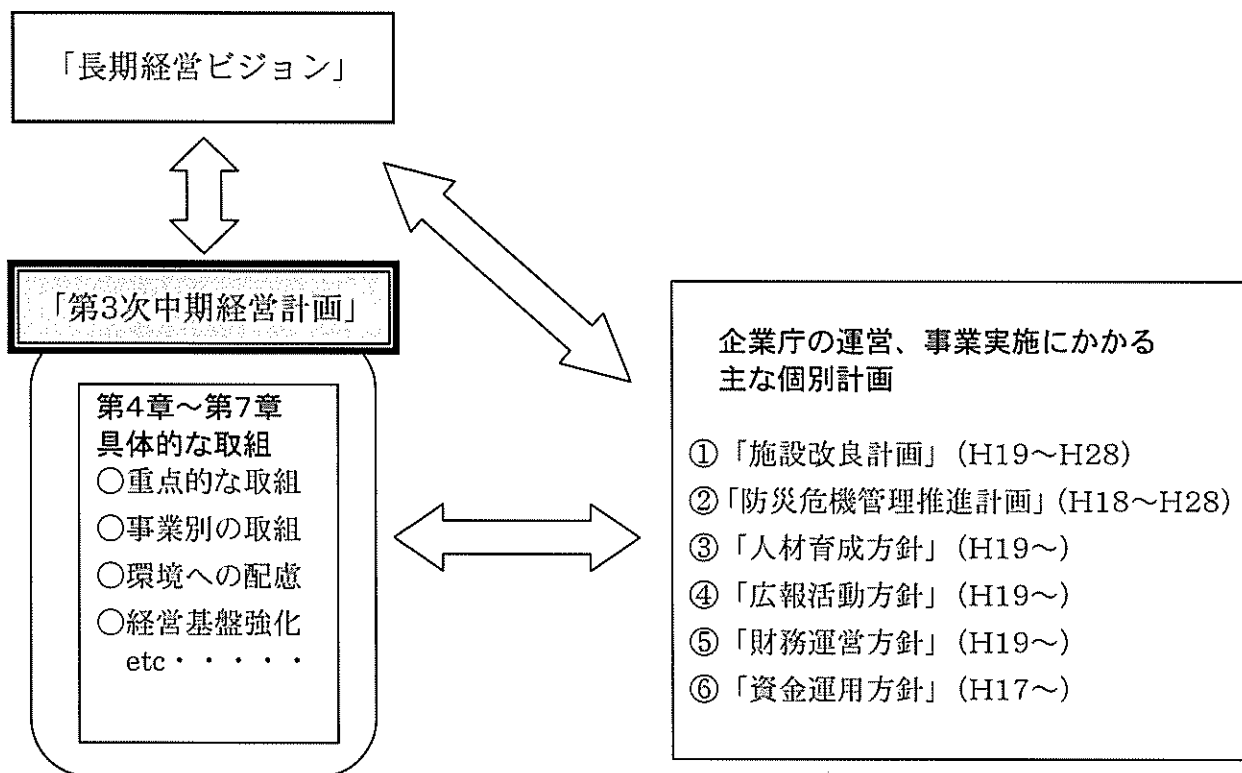 「長期経営ビジョン」
「第3次中期経営計画」
第4章～第7章
具体的な取組
○重点的な取組
○事業別の取組
○環境への配慮
○経営基盤強化
etc・・・・・
企業庁の運営、事業実施にかかる
主な個別計画
①「施設改良計画」(H19～H28)
②「防災危機管理推進計画」(H18～H28)
③「人材育成方針」(H19～)
④「広報活動方針」(H19～)
⑤「財務運営方針」(H19～)
⑥「資金運用方針」(H17～)